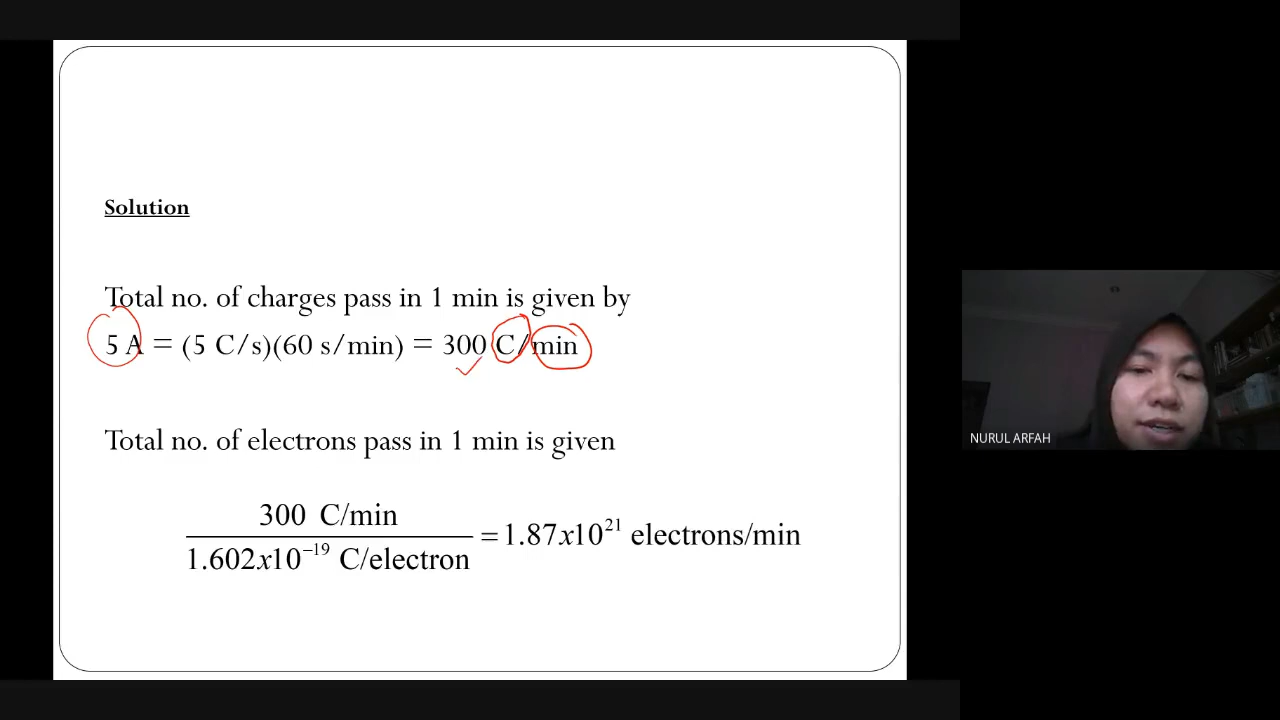 Solution
Total no. of charges pass in 1 min is given by
5 A = (5 C/s)(60 s/min) = 300 C/min
Total no. of electrons pass in 1 min is given
300 C/min
1.602x10⁻¹⁹ C/electron
=1.87x10²¹ electrons/min
NURUL ARFAH